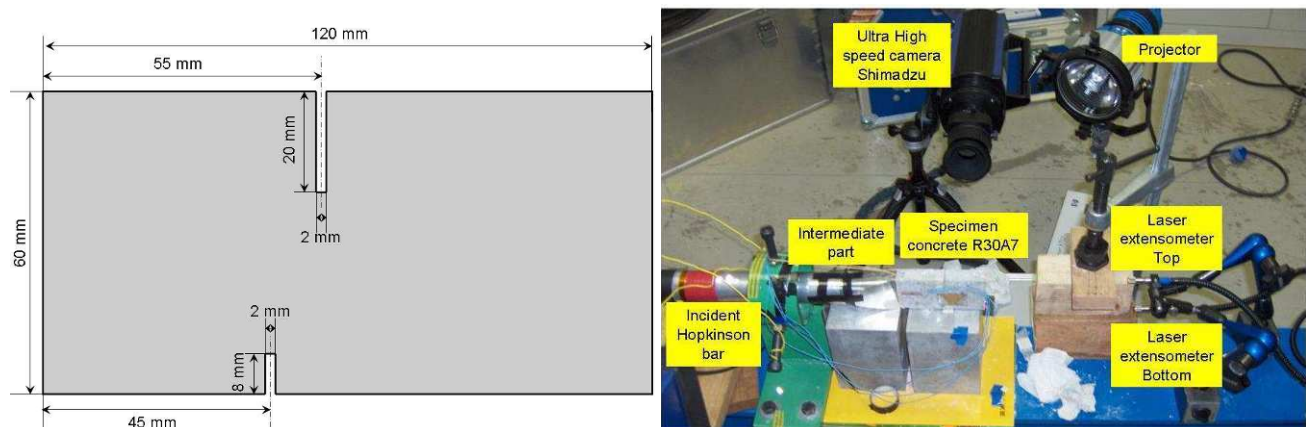 120 mm
55 mm
20 mm
2 mm
60 mm
2 mm
8 mm
45 mm
Ultra High
speed camera
Shimadzu
Projector
Intermediate
part
Specimen
concrete R30A7
Laser
extensometer
Top
Incident
Hopkinson
bar
Laser
extensometer
Bottom